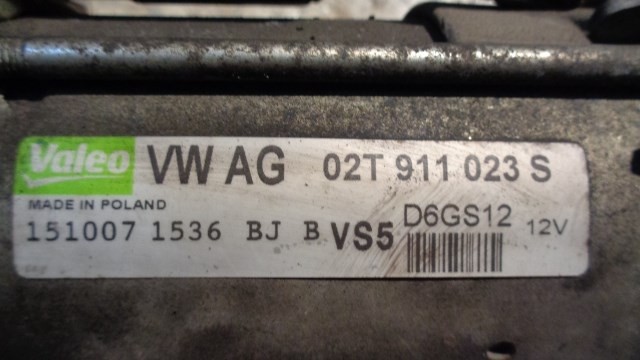 Valeo VW AG 02T 911 023 S
MADE IN POLAND
151007 1536 BJ B VS5 D6GS12 12V